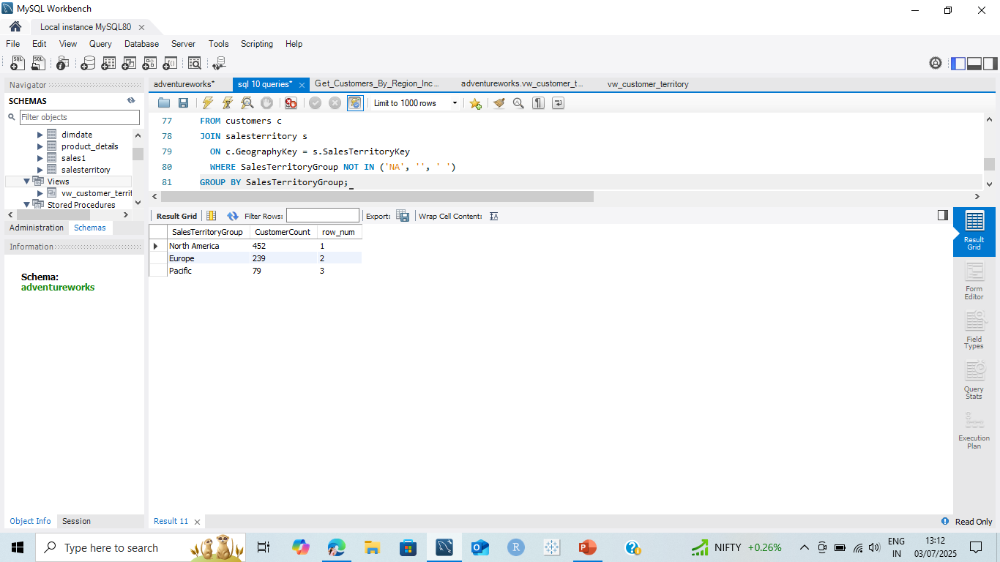 MySQL Workbench
Local instance MySQL80
File Edit View Query Database Server Tools Scripting Help
Navigator
SCHEMAS
Filter objects
dimdate
product_details
sales1
salesterritory
Views
vw_customer_territ
Stored Procedures
Administration Schemas
Information
Schema:
adventureworks
Object Info Session
adventureworks* sql 10 queries* Get_Customers_By_Region_Inc... adventureworks.vw_customer_t... vw_customer_territory
Limit to 1000 rows
77 FROM customers c
78 JOIN salesterritory s
79 ON c.GeographyKey = s.SalesTerritoryKey
80 WHERE SalesTerritoryGroup NOT IN ('NA', '', ' ')
81 GROUP BY SalesTerritoryGroup;
Result Grid Filter Rows: Export: Wrap Cell Content:
SalesTerritoryGroup CustomerCount row_num
North America 452 1
Europe 239 2
Pacific 79 3
Result Grid
Form Editor
Field Types
Query Stats
Execution Plan
Result 11
Read Only
Type here to search
NIFTY +0.26%
ENG
IN
13:12
03/07/2025